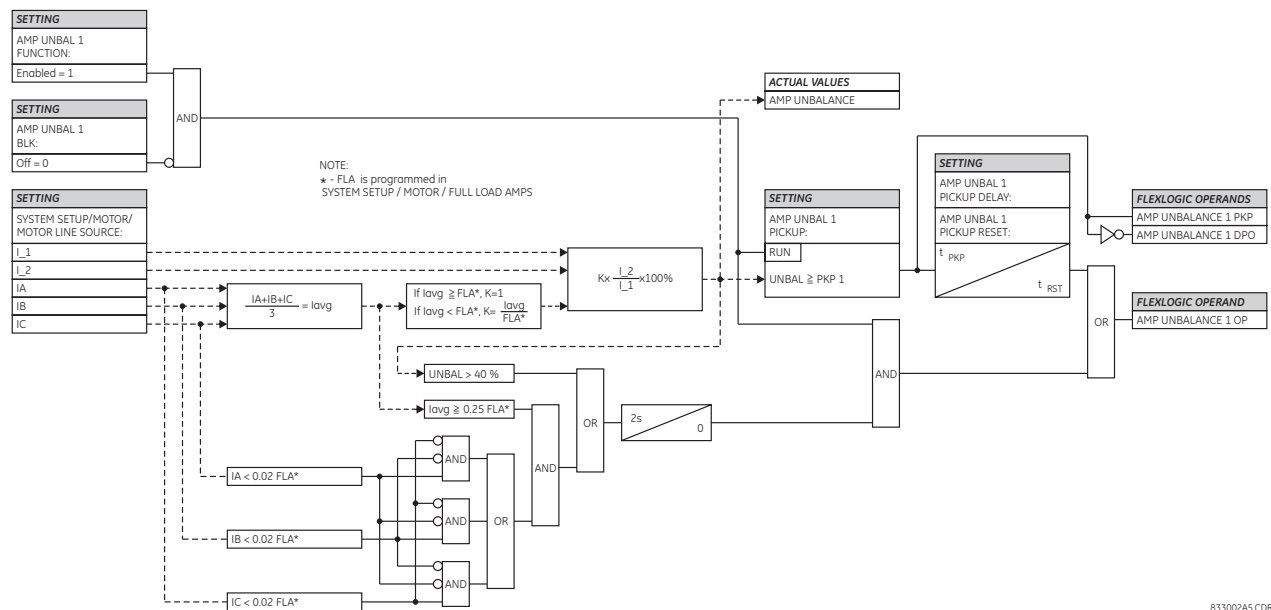 SETTING
AMP UNBAL 1
FUNCTION:
Enabled = 1
SETTING
AMP UNBAL 1
BLK:
Off = 0
AND
SETTING
SYSTEM SETUP/MOTOR/
MOTOR LINE SOURCE:
I_1
I_2
IA
IB
IC
NOTE:
* - FLA is programmed in
SYSTEM SETUP / MOTOR / FULL LOAD AMPS
IA+IB+IC
3
= Iavg
If Iavg ≧ FLA*, K=1
If Iavg < FLA*, K= Iavg
FLA*
K× I_2
I_1
×100%
ACTUAL VALUES
AMP UNBALANCE
SETTING
AMP UNBAL 1
PICKUP:
RUN
UNBAL ≧ PKP 1
SETTING
AMP UNBAL 1
PICKUP DELAY:
AMP UNBAL 1
PICKUP RESET:
t PKP
t RST
FLEXLOGIC OPERANDS
AMP UNBALANCE 1 PKP
AMP UNBALANCE 1 DPO
FLEXLOGIC OPERAND
AMP UNBALANCE 1 OP
OR
AND
UNBAL > 40 %
Iavg ≧ 0.25 FLA*
OR
2s
0
AND
IA < 0.02 FLA*
AND
IB < 0.02 FLA*
AND
OR
IC < 0.02 FLA*
AND
833002A5.CDR